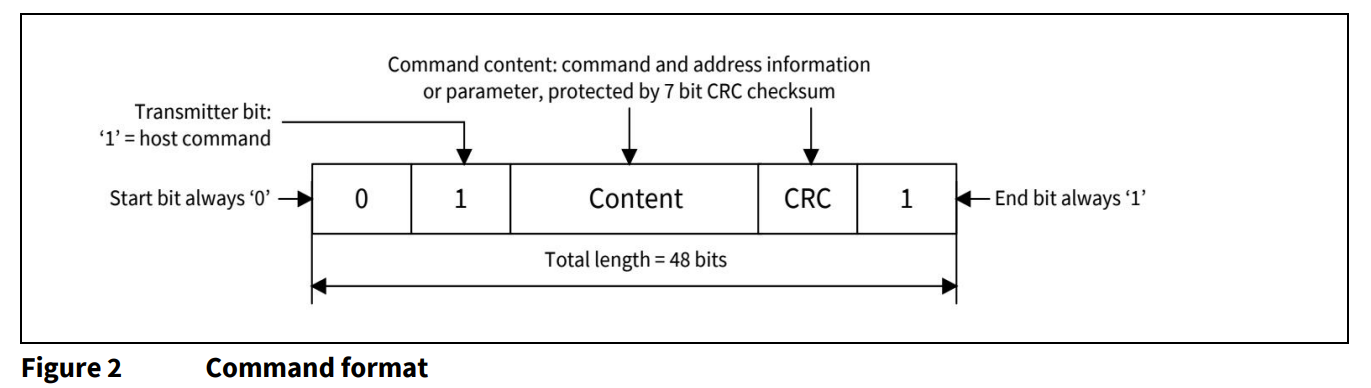 Command content: command and address information
or parameter, protected by 7 bit CRC checksum
Transmitter bit:
‘1’ = host command
Start bit always ‘0’
0
1
Content
CRC
1
End bit always ‘1’
Total length = 48 bits
Figure 2 Command format